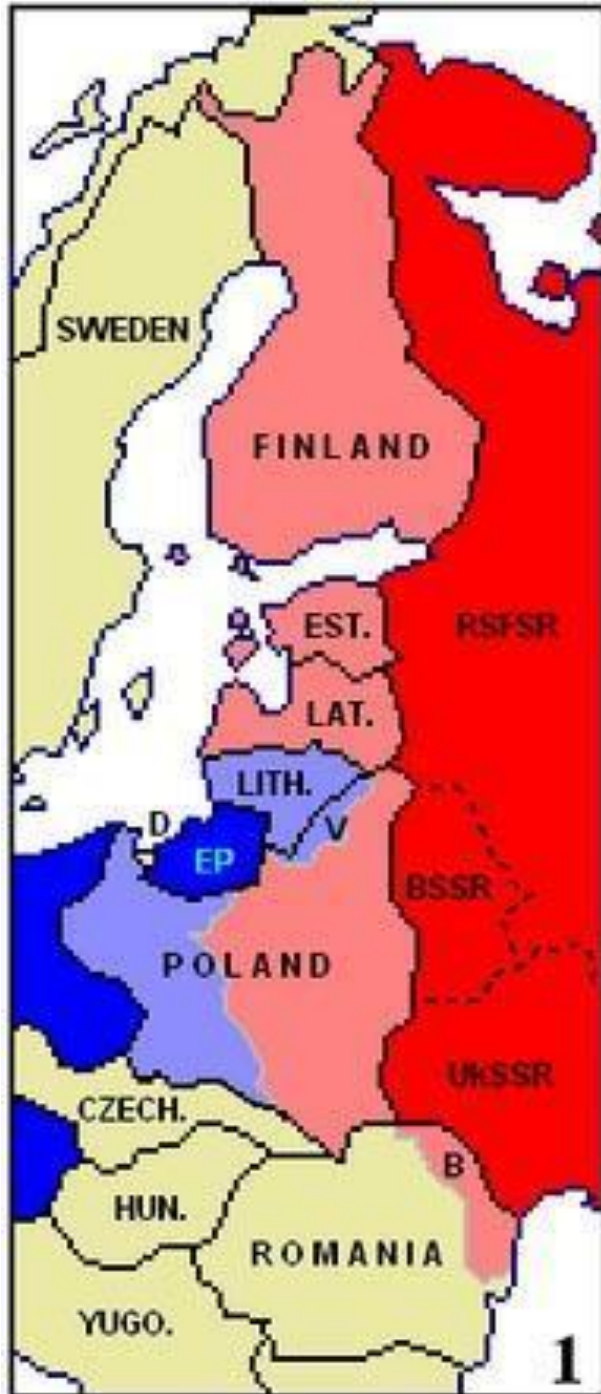 SWEDEN
FINLAND
EST.
RSFSR
LAT.
LITH.
D
V
EP
BSSR
POLAND
UkSSR
CZECH.
B
HUN.
ROMANIA
YUGO.
1